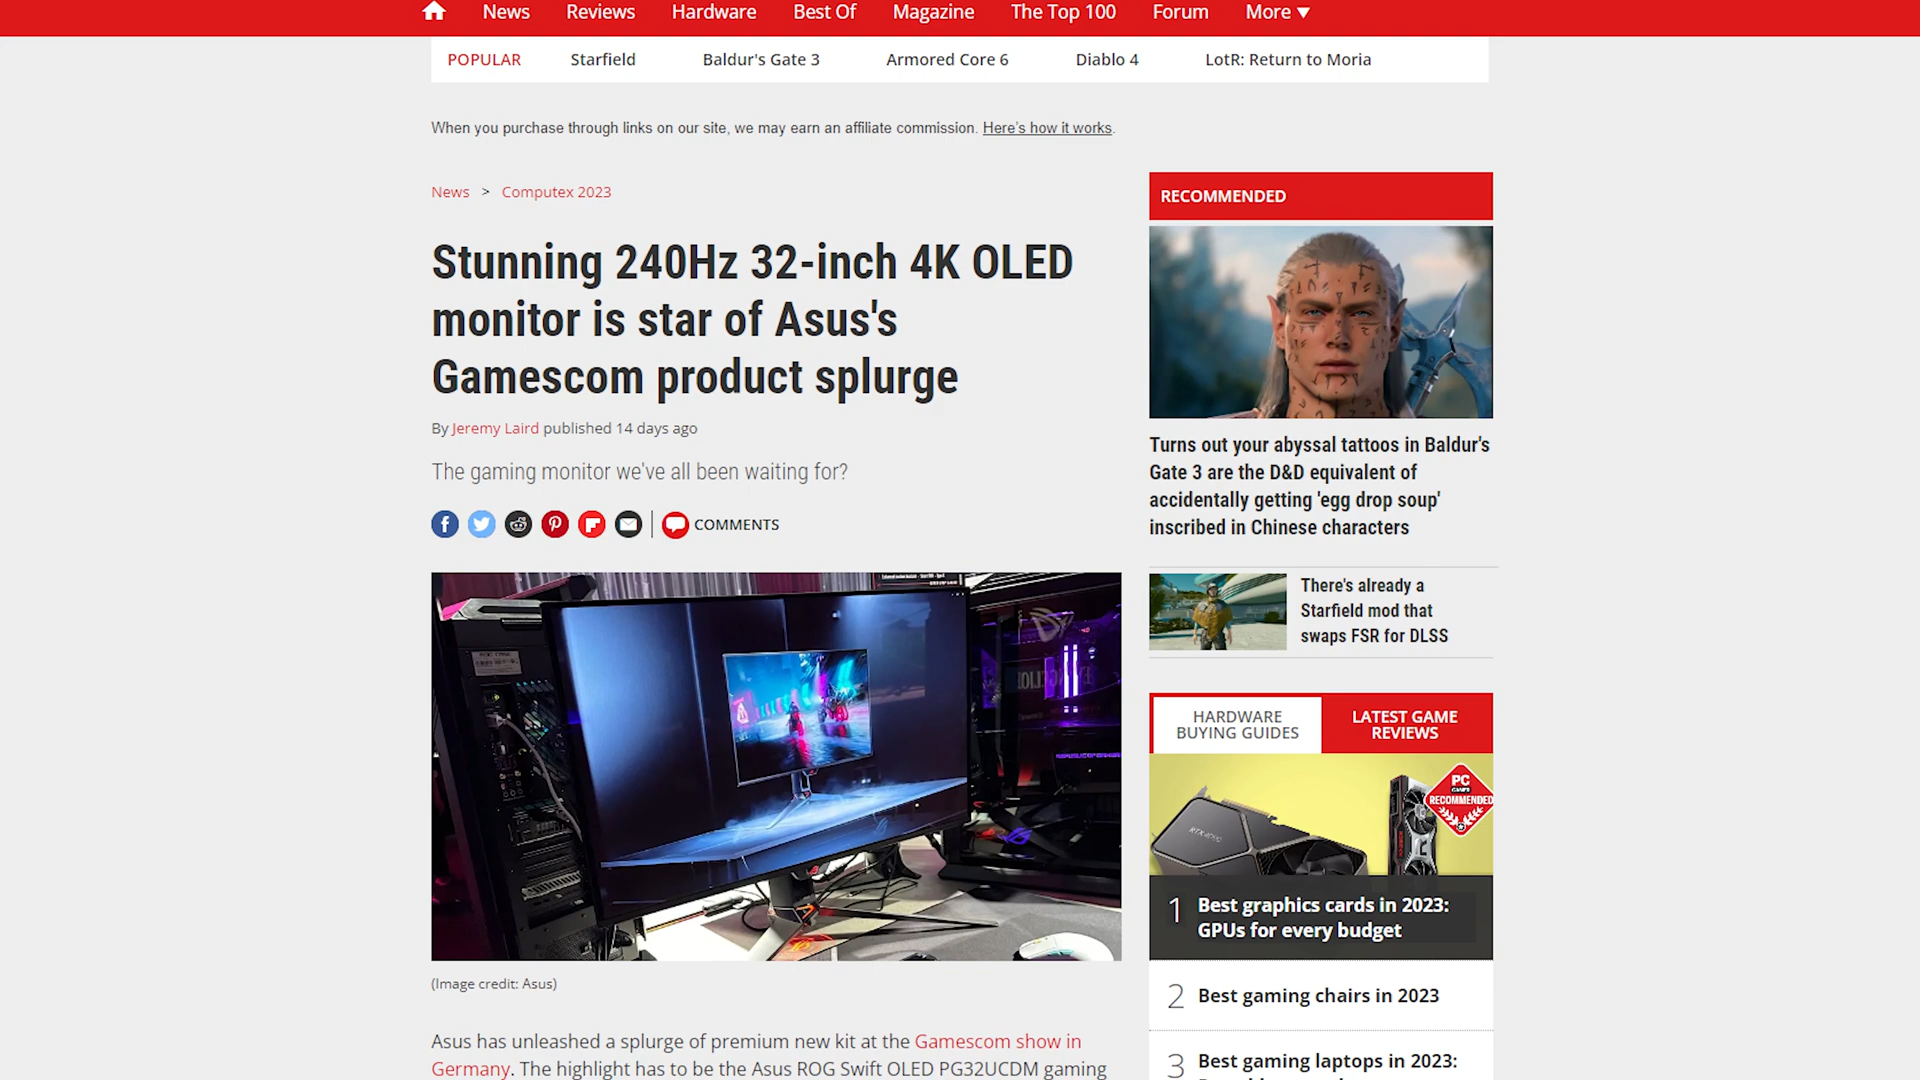 News
Reviews
Hardware
Best Of
Magazine
The Top 100
Forum
More ▼
POPULAR
Starfield
Baldur's Gate 3
Armored Core 6
Diablo 4
LotR: Return to Moria
When you purchase through links on our site, we may earn an affiliate commission. Here's how it works.
News > Computex 2023
Stunning 240Hz 32-inch 4K OLED
monitor is star of Asus's
Gamescom product splurge
By Jeremy Laird published 14 days ago
The gaming monitor we've all been waiting for?
COMMENTS
(Image credit: Asus)
Asus has unleashed a splurge of premium new kit at the Gamescom show in
Germany. The highlight has to be the Asus ROG Swift OLED PG32UCDM gaming
RECOMMENDED
Turns out your abyssal tattoos in Baldur's
Gate 3 are the D&D equivalent of
accidentally getting 'egg drop soup'
inscribed in Chinese characters
There's already a
Starfield mod that
swaps FSR for DLSS
HARDWARE
BUYING GUIDES
LATEST GAME
REVIEWS
PC
GAMER
RECOMMENDED
1
Best graphics cards in 2023:
GPUs for every budget
2
Best gaming chairs in 2023
3
Best gaming laptops in 2023: